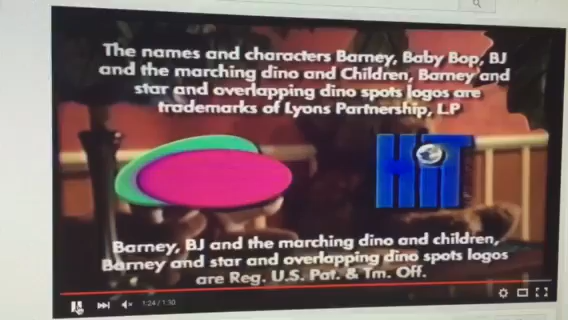 The names and characters Barney, Baby Bop, BJ
and the marching dino and Children, Barney and
star and overlapping dino spots logos are
trademarks of Lyons Partnership, L.P
HiT
Barney, BJ and the marching dino and children,
Barney and star and overlapping dino spots logos
are Reg. U.S. Pat. & Tm. Off.
1:24 / 1:30